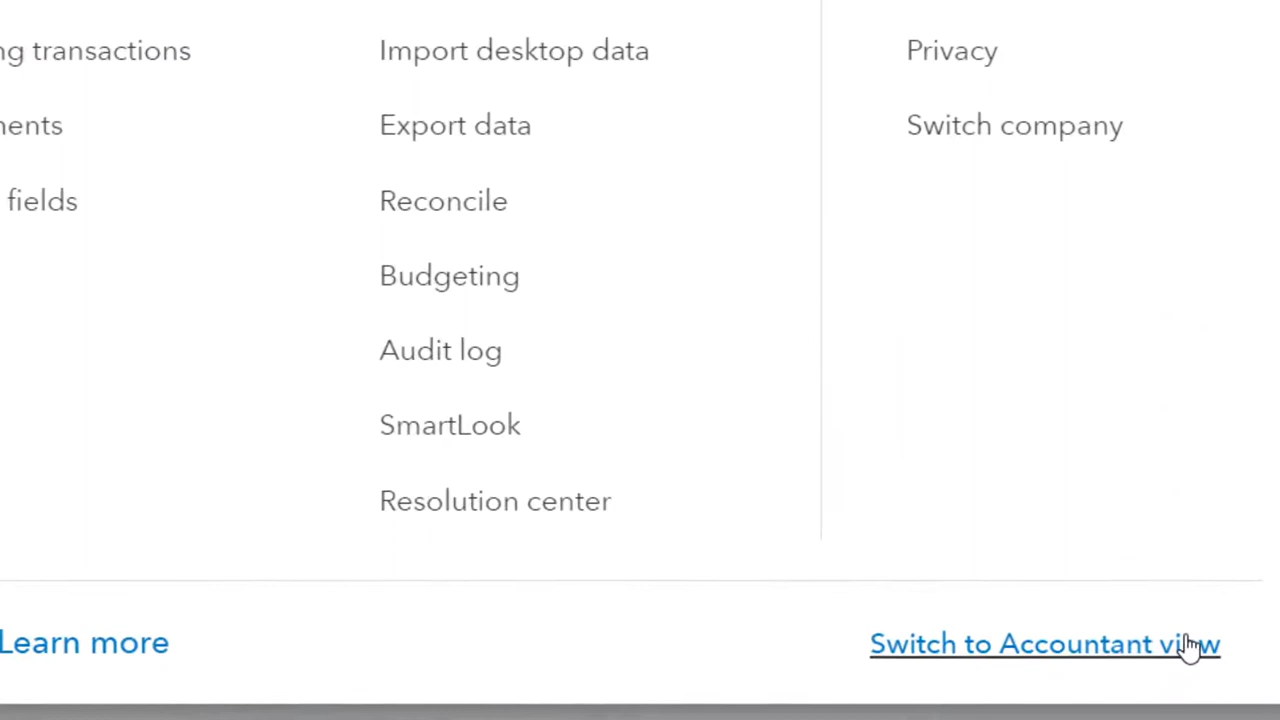 ng transactions
ments
fields
Import desktop data
Export data
Reconcile
Budgeting
Audit log
SmartLook
Resolution center
Privacy
Switch company
Learn more
Switch to Accountant view